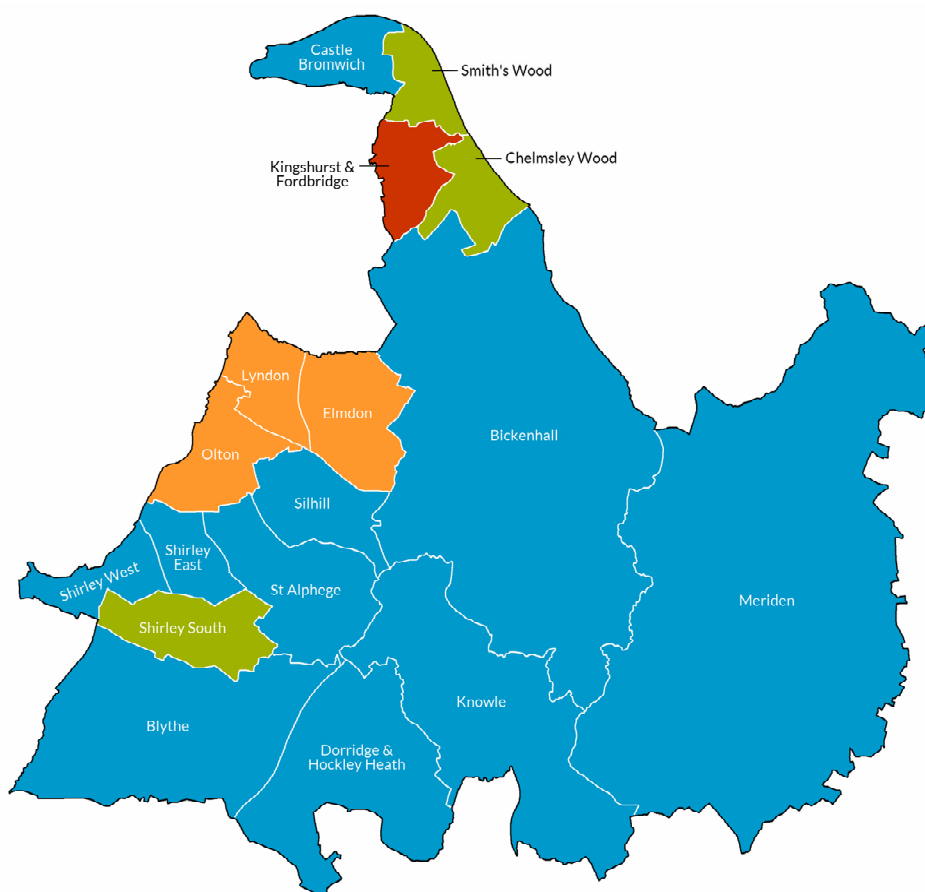 Castle
Bromwich
Smith's Wood
Chelmsley Wood
Kingshurst &
Fordbridge
Lyndon
Elmdon
Bickenhall
Olton
Silhill
Shirley
East
Shirley West
St Alphege
Meriden
Shirley South
Knowle
Blythe
Dorridge &
Hockley Heath